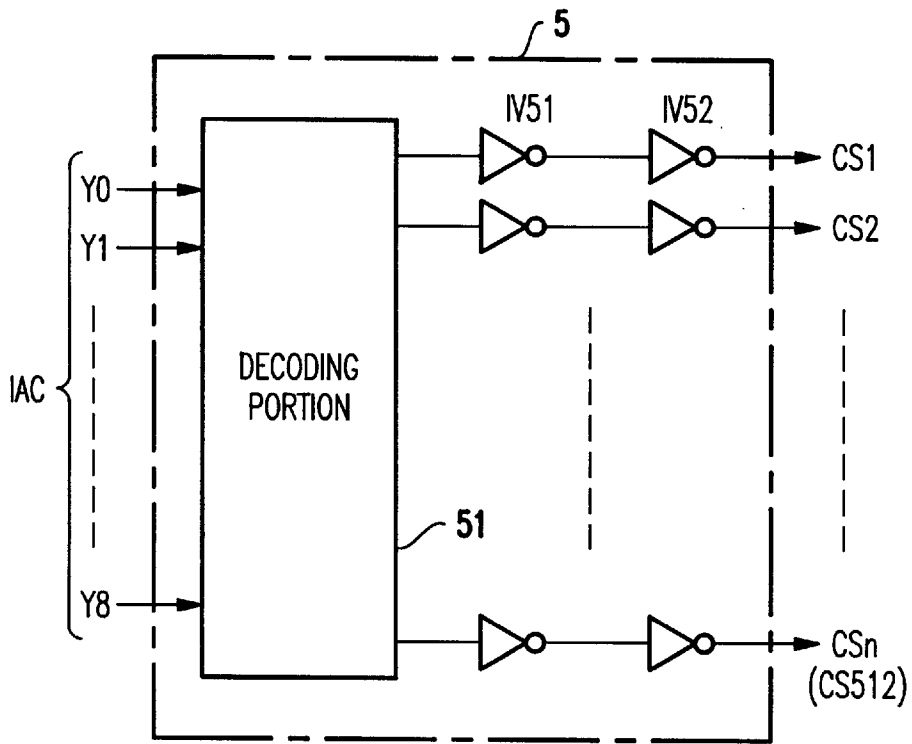 5
IV51
IV52
Y0
CS1
Y1
CS2
IAC
DECODING
PORTION
51
Y8
CSn
(CS512)